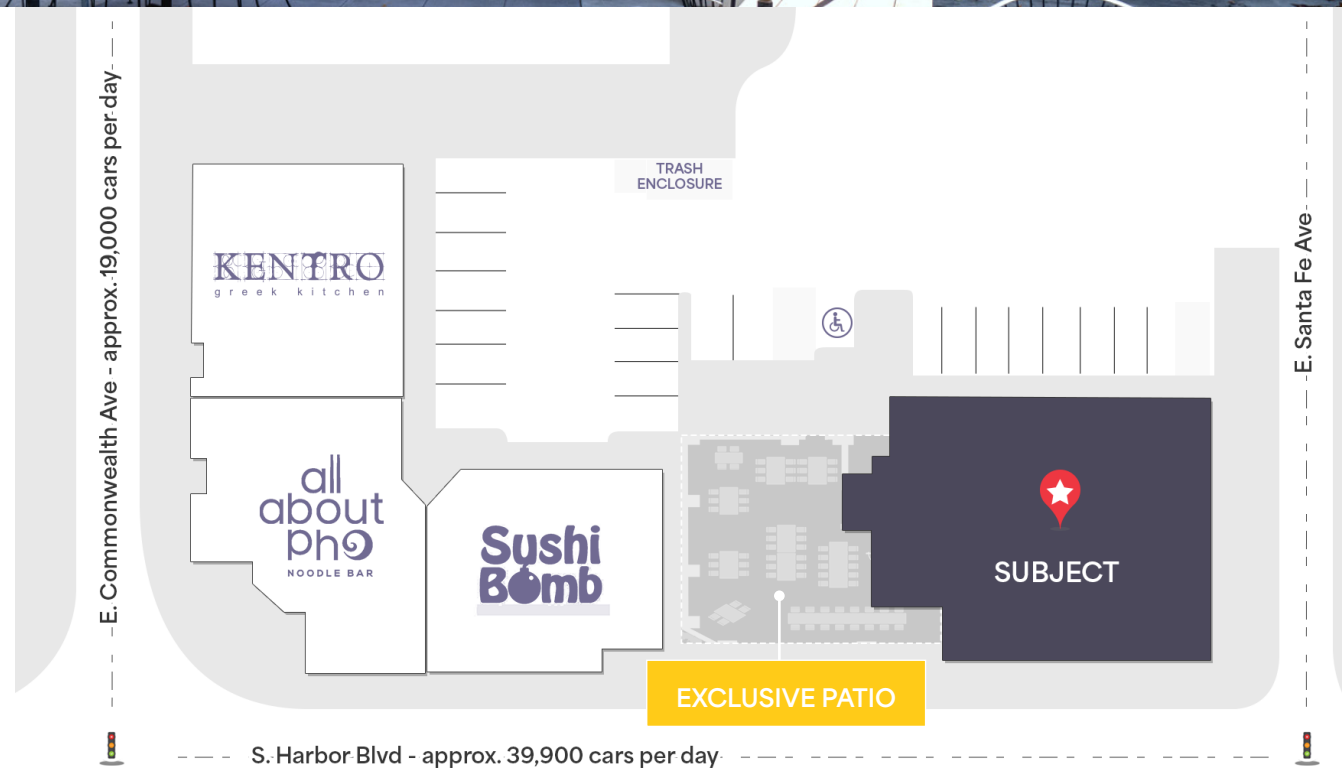 E. Commonwealth Ave - approx. 19,000 cars per day
TRASH
ENCLOSURE
KENTRO
greek kitchen
E. Santa Fe Ave
all
about
pho
NOODLE BAR
Sushi
Bomb
SUBJECT
EXCLUSIVE PATIO
S. Harbor Blvd - approx. 39,900 cars per day